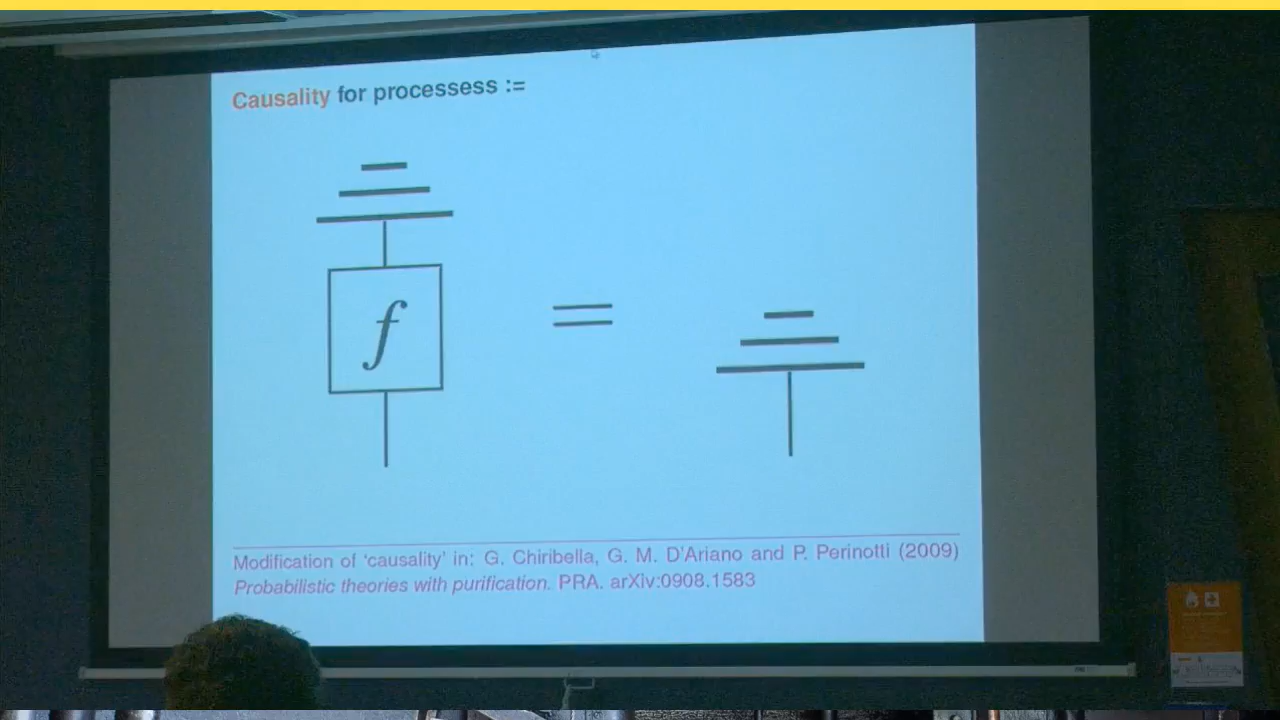 Causality for processess :=
f
=
Modification of ‘causality’ in: G. Chiribella, G. M. D’Ariano and P. Perinotti (2009)
Probabilistic theories with purification. PRA. arXiv:0908.1583